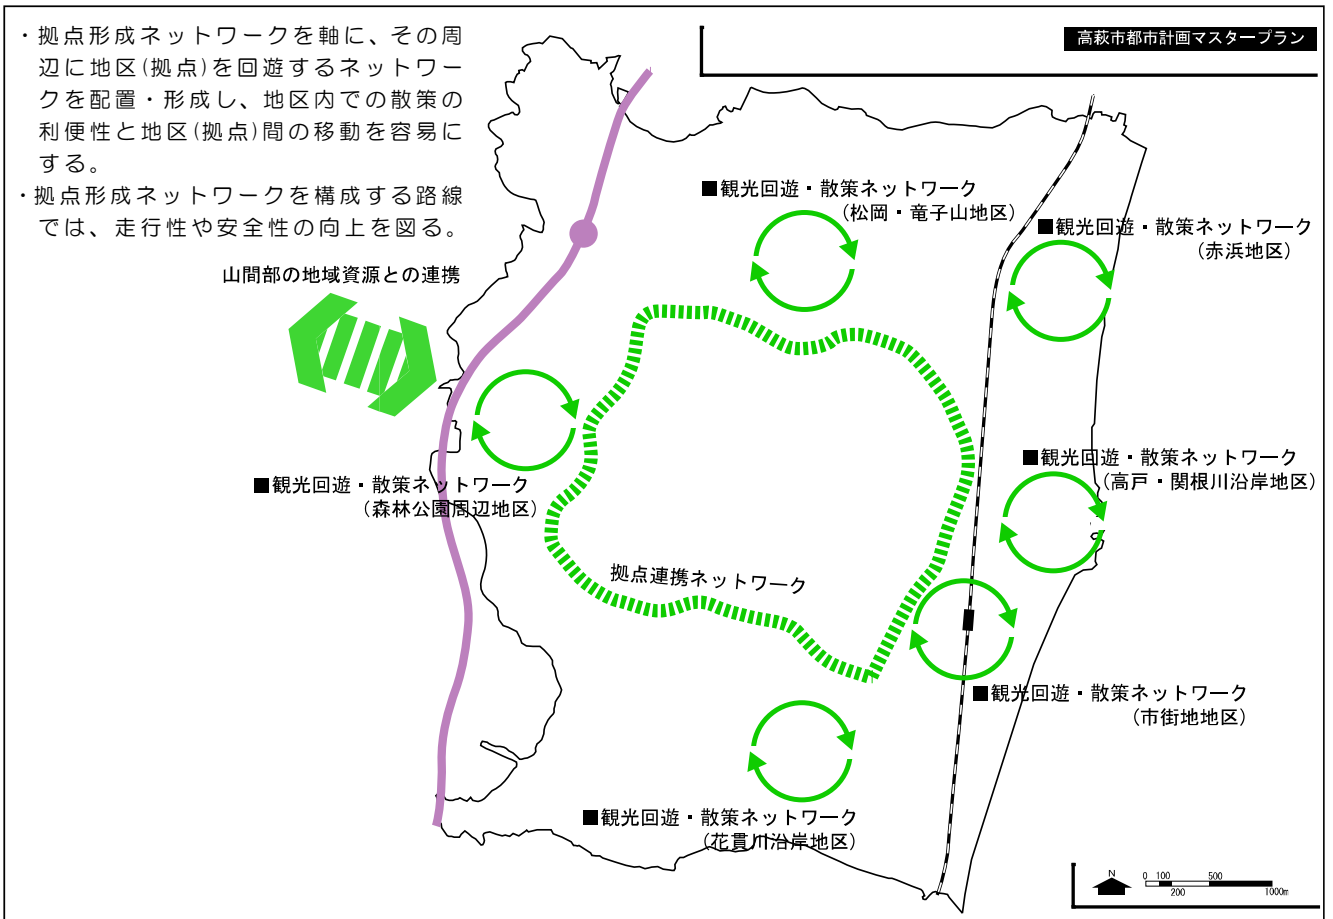 ・拠点形成ネットワークを軸に、その周
辺に地区(拠点)を回遊するネットワー
クを配置・形成し、地区内での散策の
利便性と地区(拠点)間の移動を容易に
する。
・拠点形成ネットワークを構成する路線
では、走行性や安全性の向上を図る。
高萩市都市計画マスタープラン
山間部の地域資源との連携
■観光回遊・散策ネットワーク
(松岡・竜子山地区)
■観光回遊・散策ネットワーク
(赤浜地区)
■観光回遊・散策ネットワーク
(森林公園周辺地区)
■観光回遊・散策ネットワーク
(高戸・関根川沿岸地区)
拠点連携ネットワーク
■観光回遊・散策ネットワーク
(市街地地区)
■観光回遊・散策ネットワーク
(花貫川沿岸地区)
N
0 100 500
200 1000m